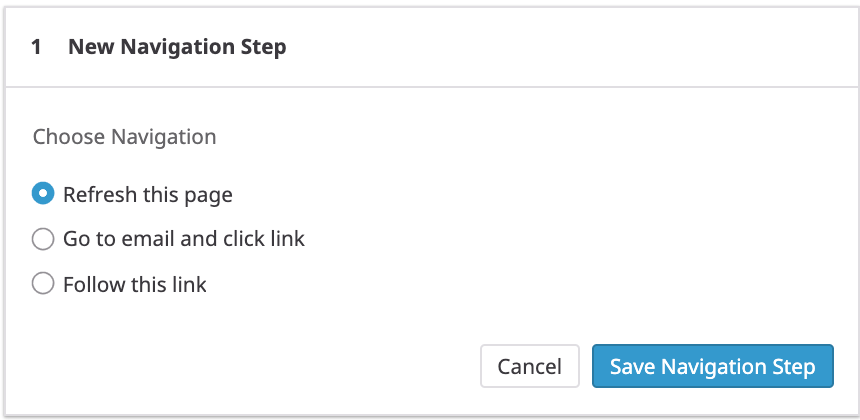 1 New Navigation Step
Choose Navigation
Refresh this page
Go to email and click link
Follow this link
Cancel Save Navigation Step